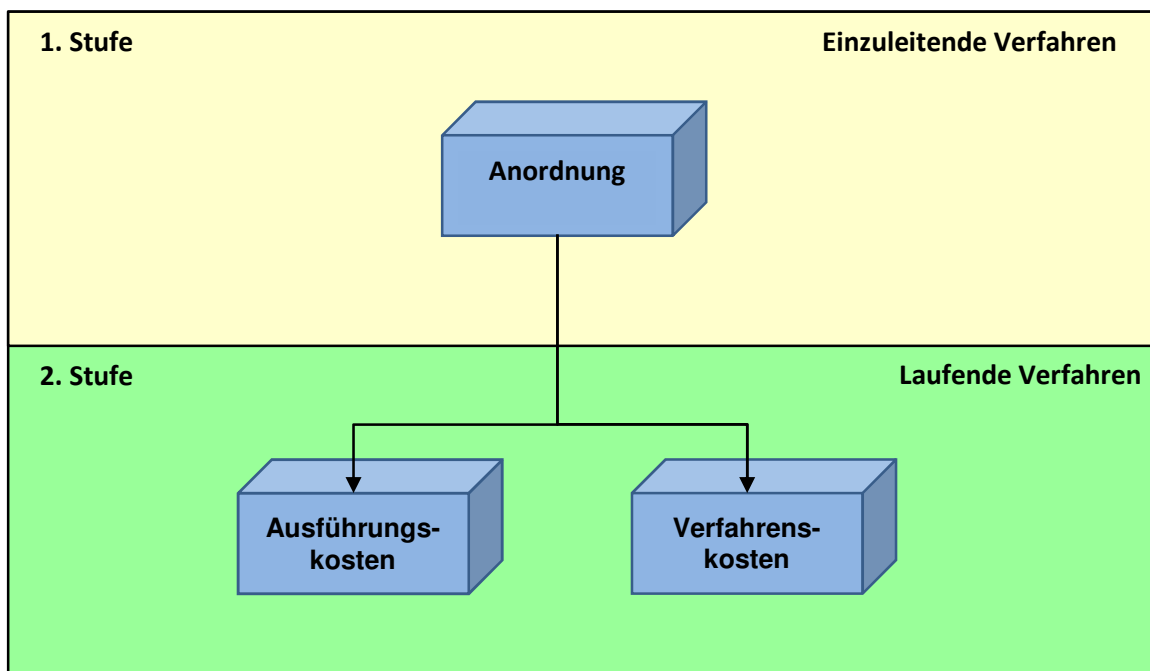 1. Stufe
Einzuleitende Verfahren
Anordnung
2. Stufe
Laufende Verfahren
Ausführungs-
kosten
Verfahrens-
kosten